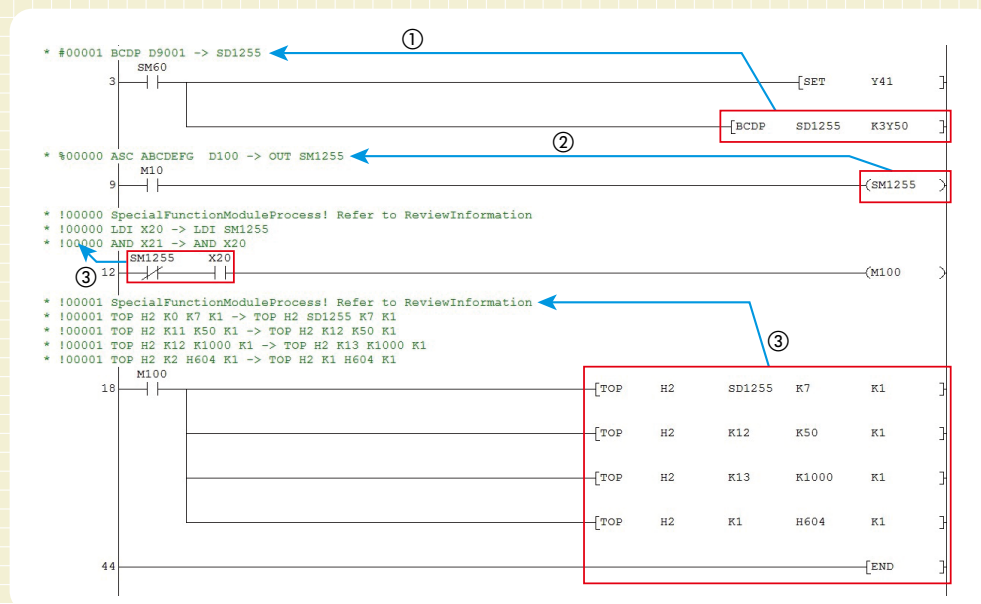 ①
* #00001 BCDP D9001 -> SD1255
SM60
3 [SET Y41 ]
[BCDP SD1255 K3Y50 ]
②
* %00000 ASC ABCDEFG D100 -> OUT SM1255
M10
9 (SM1255 )
* !00000 SpecialFunctionModuleProcess! Refer to ReviewInformation
* !00000 LDI X20 -> LDI SM1255
* !00000 AND X21 -> AND X20
SM1255 X20
③ 12 (M100 )
* !00001 SpecialFunctionModuleProcess! Refer to ReviewInformation
* !00001 TOP H2 K0 K7 K1 -> TOP H2 SD1255 K7 K1
* !00001 TOP H2 K11 K50 K1 -> TOP H2 K12 K50 K1
* !00001 TOP H2 K12 K1000 K1 -> TOP H2 K13 K1000 K1
* !00001 TOP H2 K2 H604 K1 -> TOP H2 K1 H604 K1
③
M100
18 [TOP H2 SD1255 K7 K1 ]
[TOP H2 K12 K50 K1 ]
[TOP H2 K13 K1000 K1 ]
[TOP H2 K1 H604 K1 ]
44 [END ]